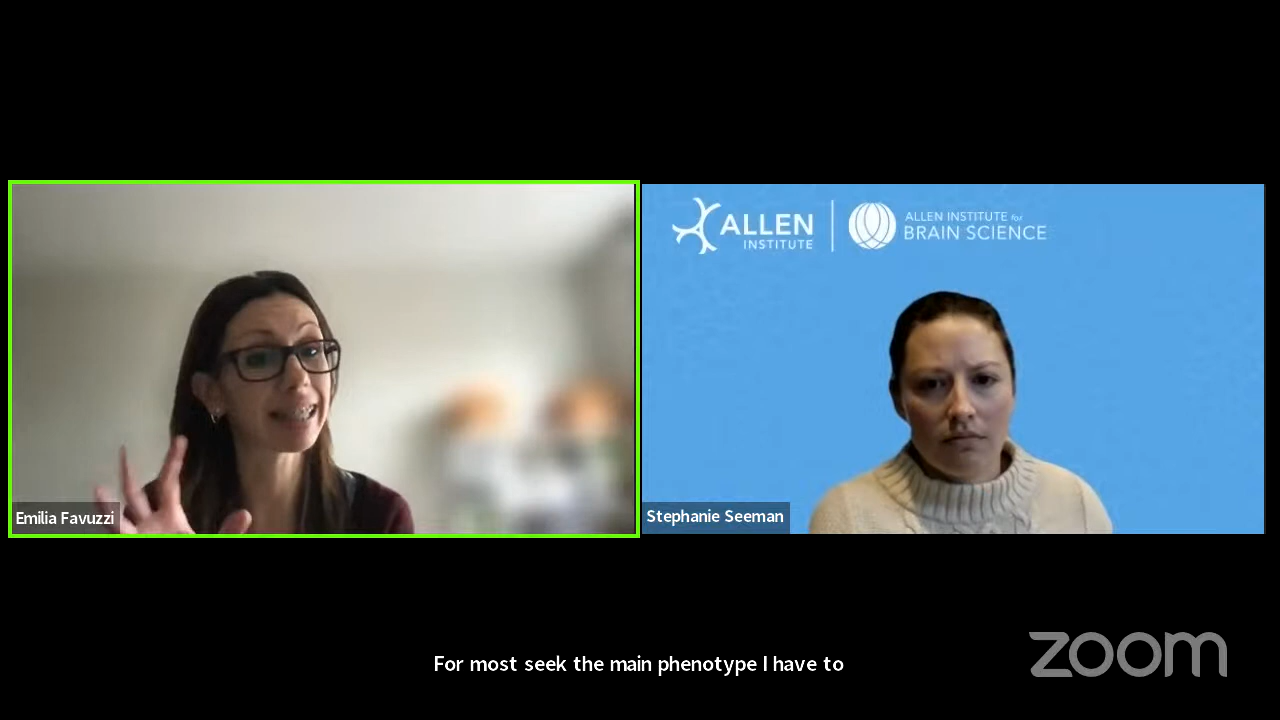 ALLEN
INSTITUTE
ALLEN INSTITUTE for
BRAIN SCIENCE
Emilia Favuzzi
Stephanie Seeman
For most seek the main phenotype I have to
zoom